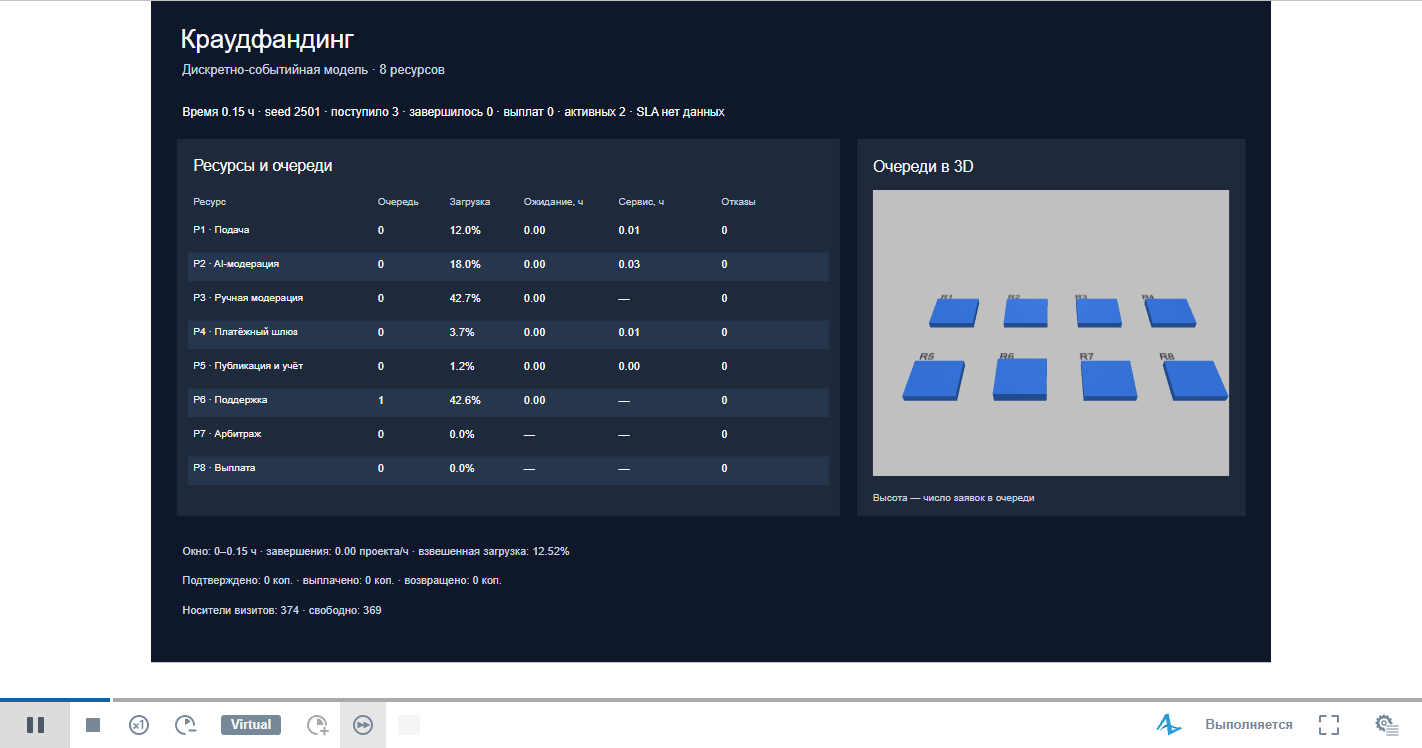 Краудфандинг
Дискретно-событийная модель · 8 ресурсов
Время 0.15 ч · seed 2501 · поступило 3 · завершилось 0 · выплат 0 · активных 2 · SLA нет данных
Ресурсы и очереди
Ресурс Очередь Загрузка Ожидание, ч Сервис, ч Отказы
P1 · Подача 0 12.0% 0.00 0.01 0
P2 · AI-модерация 0 18.0% 0.00 0.03 0
P3 · Ручная модерация 0 42.7% 0.00 — 0
P4 · Платёжный шлюз 0 3.7% 0.00 0.01 0
P5 · Публикация и учёт 0 1.2% 0.00 0.00 0
P6 · Поддержка 1 42.6% 0.00 — 0
P7 · Арбитраж 0 0.0% — — 0
P8 · Выплата 0 0.0% — — 0
Очереди в 3D
R1 R2 R3 R4
R5 R6 R7 R8
Высота — число заявок в очереди
Окно: 0–0.15 ч · завершения: 0.00 проекта/ч · взвешенная загрузка: 12.52%
Подтверждено: 0 коп. · выплачено: 0 коп. · возвращено: 0 коп.
Носители визитов: 374 · свободно: 369
x1 Virtual Выполняется